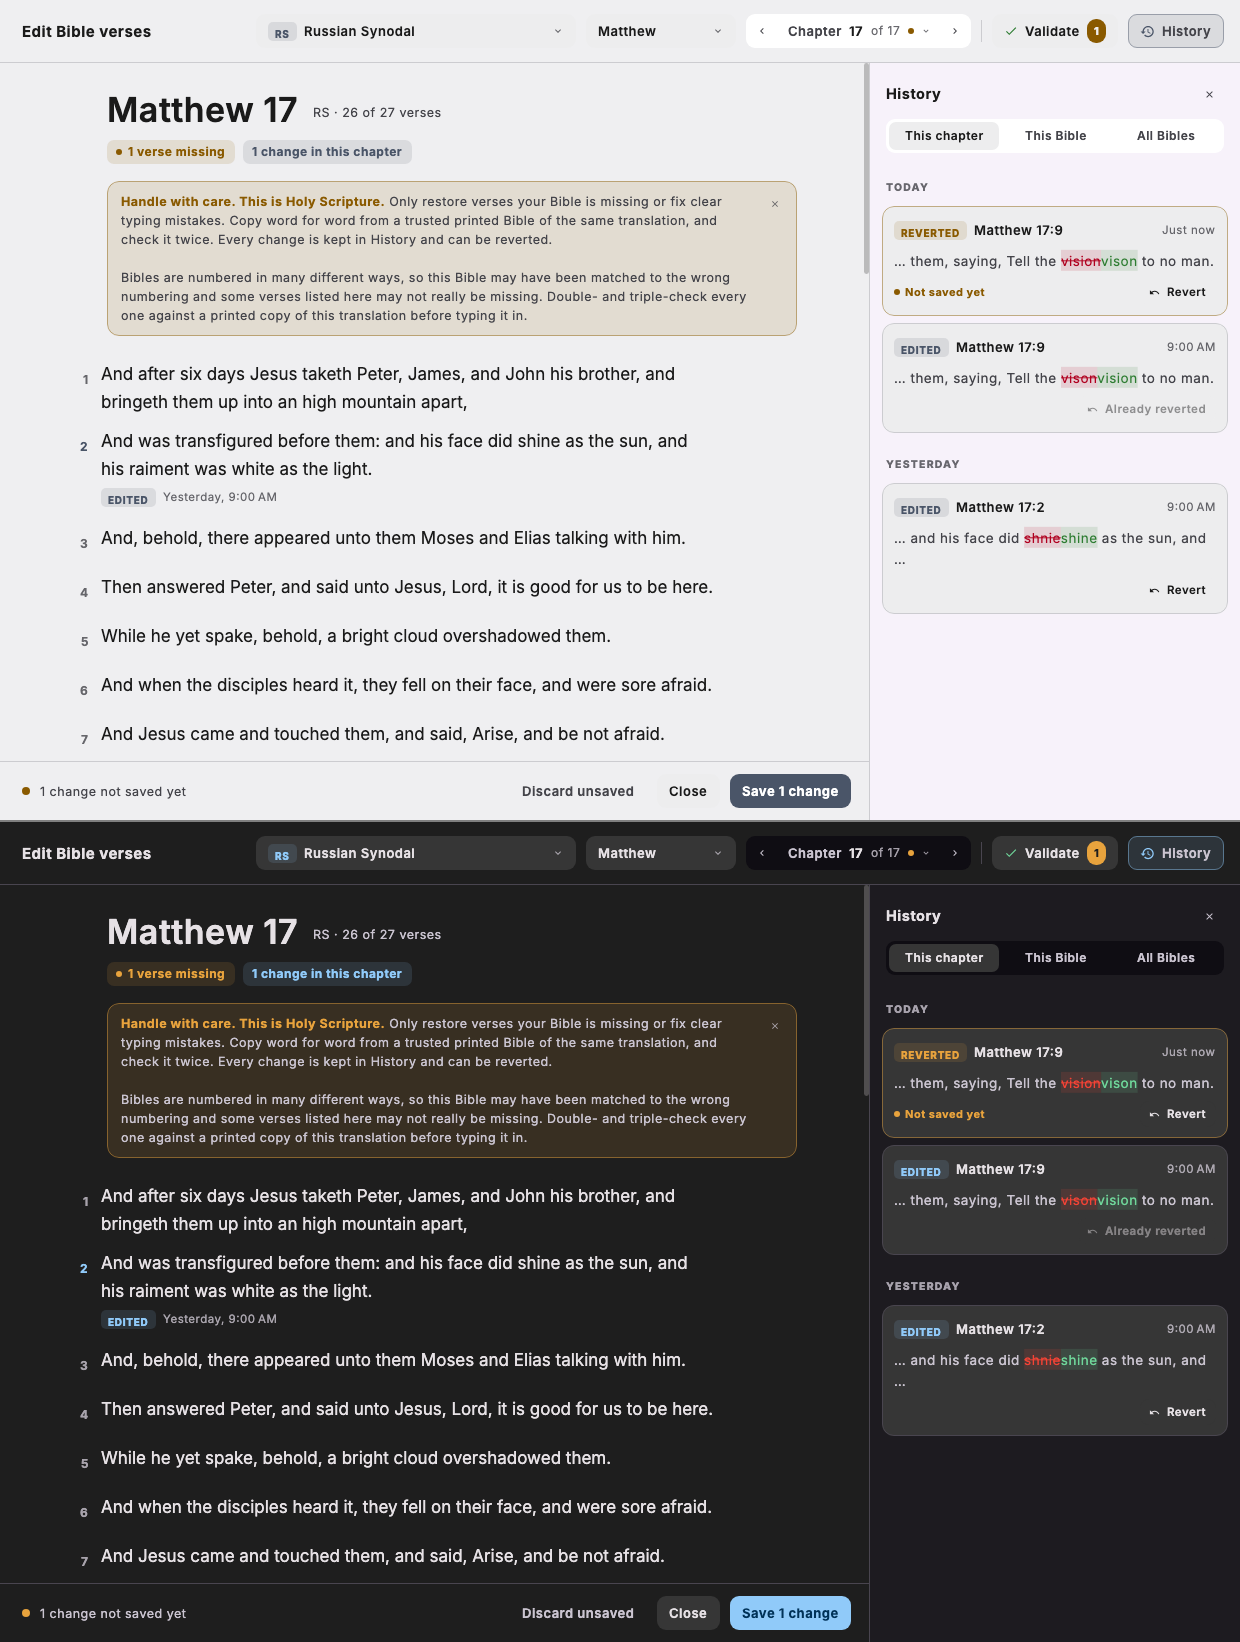 Edit Bible verses
RS Russian Synodal
Matthew
Chapter 17 of 17
Validate 1
History
Matthew 17 RS · 26 of 27 verses
1 verse missing
1 change in this chapter
Handle with care. This is Holy Scripture. Only restore verses your Bible is missing or fix clear
typing mistakes. Copy word for word from a trusted printed Bible of the same translation, and
check it twice. Every change is kept in History and can be reverted.
Bibles are numbered in many different ways, so this Bible may have been matched to the wrong
numbering and some verses listed here may not really be missing. Double- and triple-check every
one against a printed copy of this translation before typing it in.
1 And after six days Jesus taketh Peter, James, and John his brother, and
bringeth them up into an high mountain apart,
2 And was transfigured before them: and his face did shine as the sun, and
his raiment was white as the light.
EDITED Yesterday, 9:00 AM
3 And, behold, there appeared unto them Moses and Elias talking with him.
4 Then answered Peter, and said unto Jesus, Lord, it is good for us to be here.
5 While he yet spake, behold, a bright cloud overshadowed them.
6 And when the disciples heard it, they fell on their face, and were sore afraid.
7 And Jesus came and touched them, and said, Arise, and be not afraid.
1 change not saved yet
Discard unsaved
Close
Save 1 change
History
This chapter
This Bible
All Bibles
TODAY
REVERTED Matthew 17:9 Just now
... them, saying, Tell the visionvison to no man.
Not saved yet
Revert
EDITED Matthew 17:9 9:00 AM
... them, saying, Tell the visonvision to no man.
Already reverted
YESTERDAY
EDITED Matthew 17:2 9:00 AM
... and his face did shnieshine as the sun, and
...
Revert
Edit Bible verses
RS Russian Synodal
Matthew
Chapter 17 of 17
Validate 1
History
Matthew 17 RS · 26 of 27 verses
1 verse missing
1 change in this chapter
Handle with care. This is Holy Scripture. Only restore verses your Bible is missing or fix clear
typing mistakes. Copy word for word from a trusted printed Bible of the same translation, and
check it twice. Every change is kept in History and can be reverted.
Bibles are numbered in many different ways, so this Bible may have been matched to the wrong
numbering and some verses listed here may not really be missing. Double- and triple-check every
one against a printed copy of this translation before typing it in.
1 And after six days Jesus taketh Peter, James, and John his brother, and
bringeth them up into an high mountain apart,
2 And was transfigured before them: and his face did shine as the sun, and
his raiment was white as the light.
EDITED Yesterday, 9:00 AM
3 And, behold, there appeared unto them Moses and Elias talking with him.
4 Then answered Peter, and said unto Jesus, Lord, it is good for us to be here.
5 While he yet spake, behold, a bright cloud overshadowed them.
6 And when the disciples heard it, they fell on their face, and were sore afraid.
7 And Jesus came and touched them, and said, Arise, and be not afraid.
1 change not saved yet
Discard unsaved
Close
Save 1 change
History
This chapter
This Bible
All Bibles
TODAY
REVERTED Matthew 17:9 Just now
... them, saying, Tell the visionvison to no man.
Not saved yet
Revert
EDITED Matthew 17:9 9:00 AM
... them, saying, Tell the visonvision to no man.
Already reverted
YESTERDAY
EDITED Matthew 17:2 9:00 AM
... and his face did shnieshine as the sun, and
...
Revert